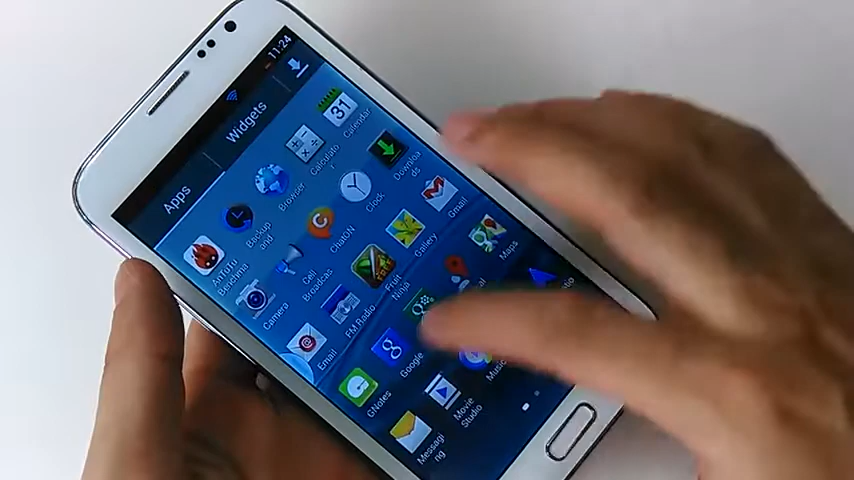 11:24
Apps
Widgets
AnTuTu
Benchma
Backup
and
Browser
Calculato
r
31
Calendar
Camera
Cell
Broadcas
ChatON
Clock
Downloa
ds
Email
FM Radio
Fruit
Ninja
FREE
Gallery
Gmail
GNotes
Google
g
Maps
Messagi
ng
Movie
Studio
Music